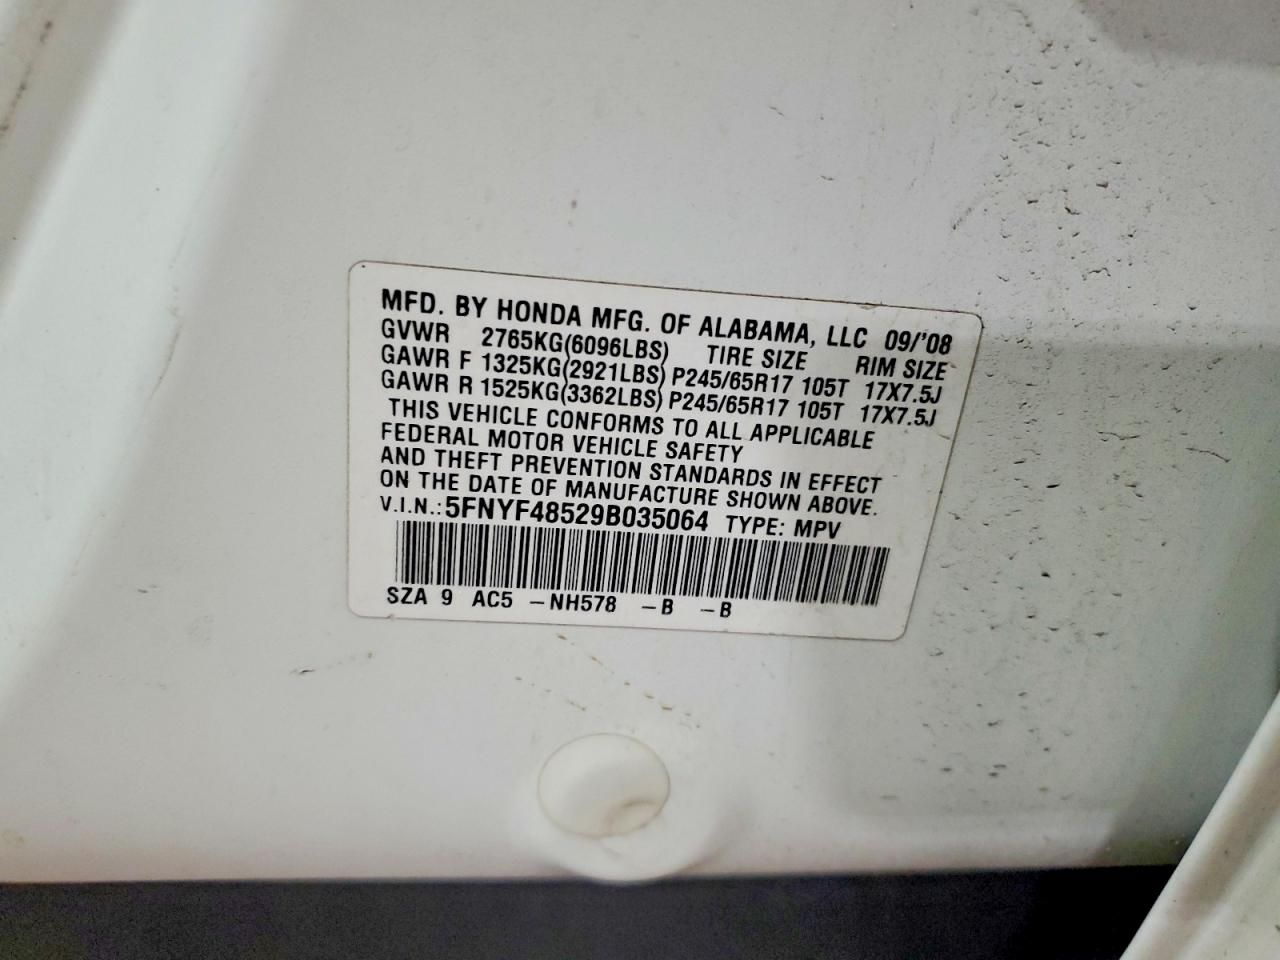 MFD. BY HONDA MFG. OF ALABAMA, LLC 09/'08
GVWR 2765KG(6096LBS) TIRE SIZE RIM SIZE
GAWR F 1325KG(2921LBS) P245/65R17 105T 17X7.5J
GAWR R 1525KG(3362LBS) P245/65R17 105T 17X7.5J
THIS VEHICLE CONFORMS TO ALL APPLICABLE
FEDERAL MOTOR VEHICLE SAFETY
AND THEFT PREVENTION STANDARDS IN EFFECT
ON THE DATE OF MANUFACTURE SHOWN ABOVE.
V.I.N.: 5FNYF48529B035064 TYPE: MPV
SZA 9 AC5 -NH578 -B -B